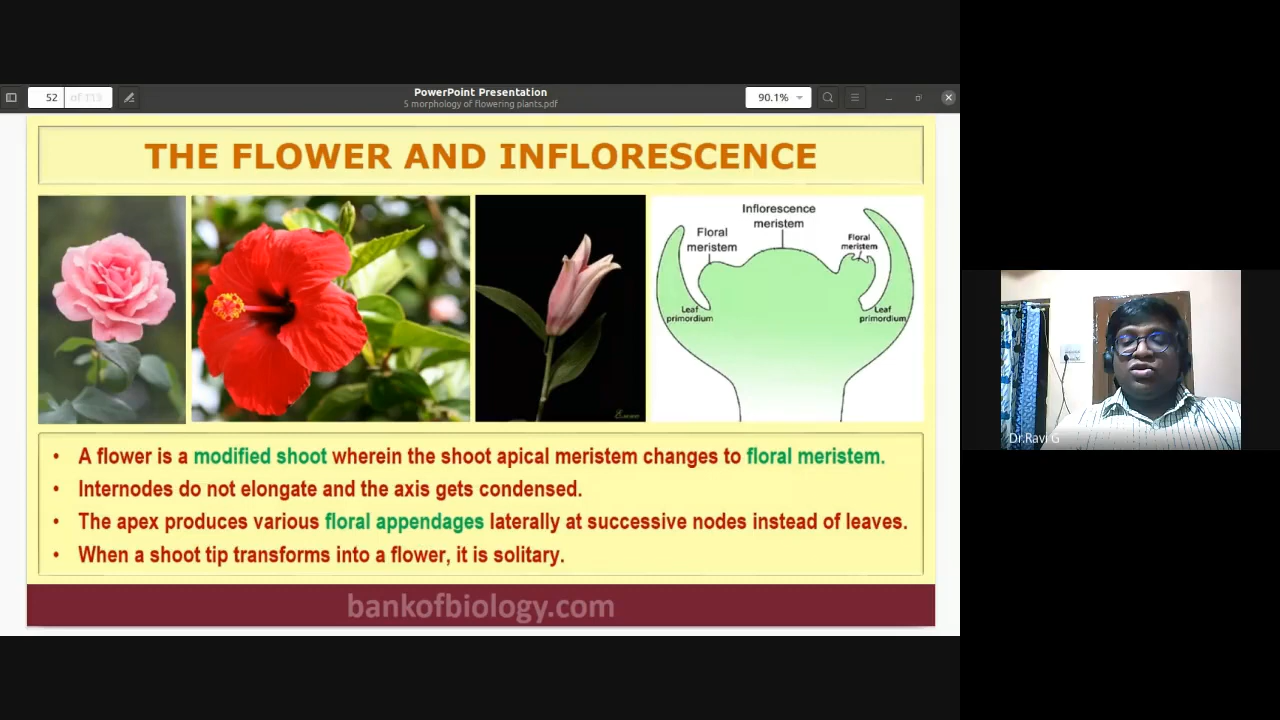 PowerPoint Presentation
52 of 113
5 morphology of flowering plants.pdf
90.1%
THE FLOWER AND INFLORESCENCE
Inflorescence
meristem
Floral
meristem
Floral
meristem
Leaf
primordium
Leaf
primordium
• A flower is a modified shoot wherein the shoot apical meristem changes to floral meristem.
• Internodes do not elongate and the axis gets condensed.
• The apex produces various floral appendages laterally at successive nodes instead of leaves.
• When a shoot tip transforms into a flower, it is solitary.
bankofbiology.com
Dr.Ravi G